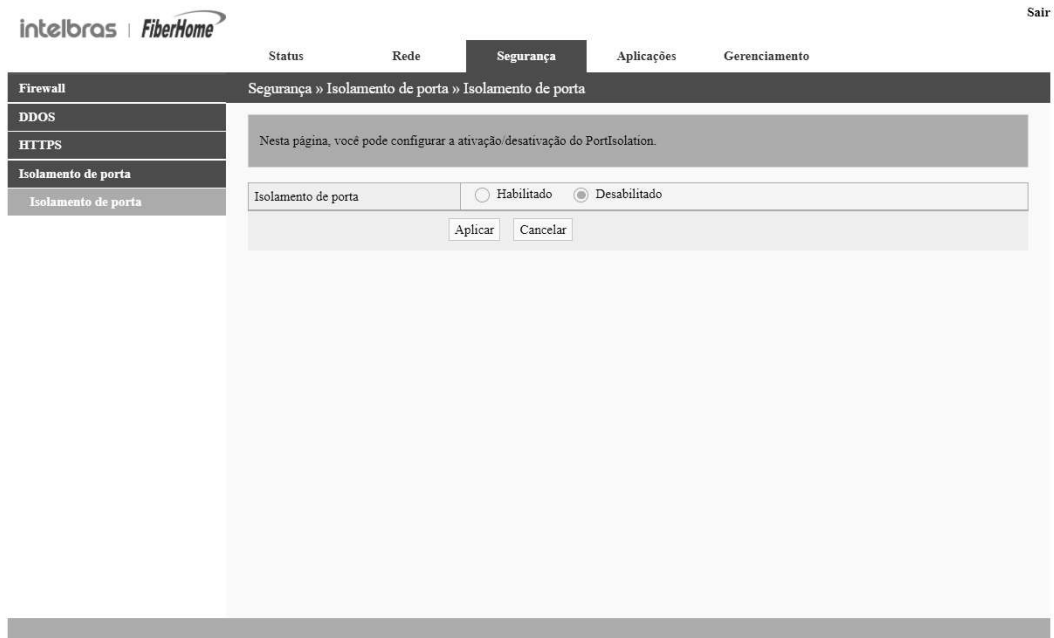 intelbras | FiberHome
Sair
Status Rede Segurança Aplicações Gerenciamento
Firewall
DDOS
HTTPS
Isolamento de porta
Isolamento de porta
Segurança » Isolamento de porta » Isolamento de porta
Nesta página, você pode configurar a ativação/desativação do PortIsolation.
Isolamento de porta Habilitado Desabilitado
Aplicar Cancelar